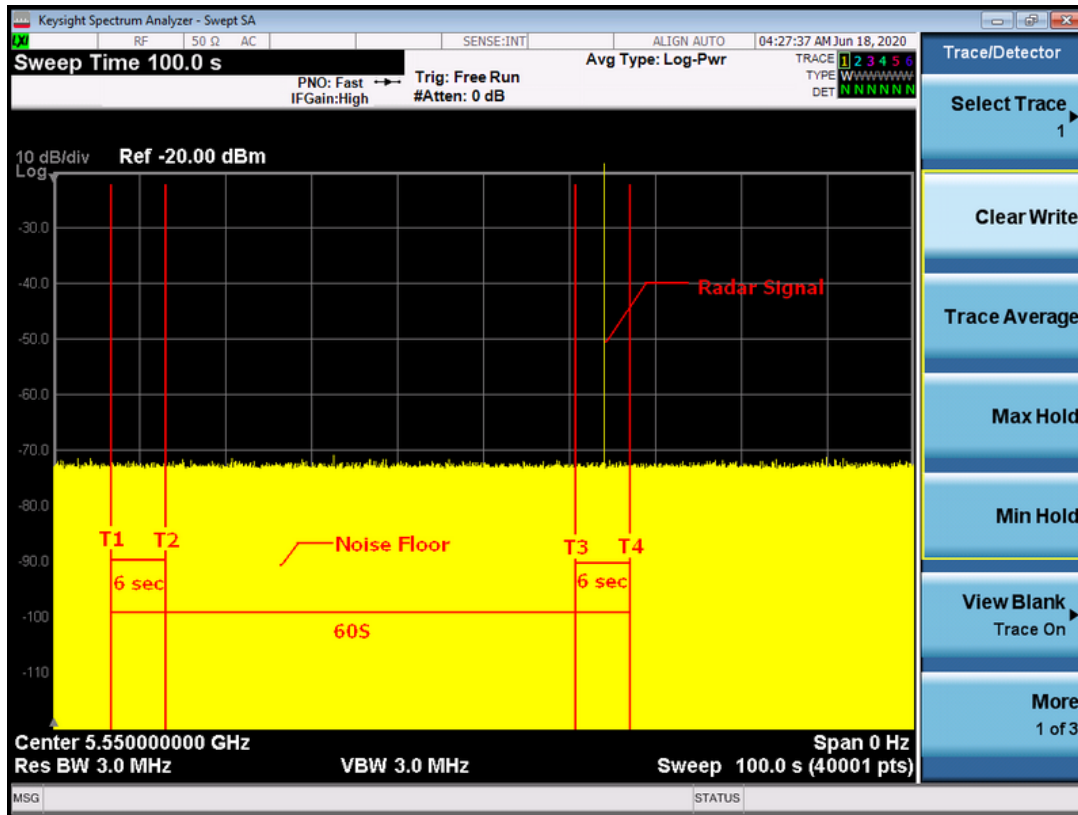 Keysight Spectrum Analyzer - Swept SA
LXI RF 50 Ω AC SENSE:INT ALIGN AUTO 04:27:37 AM Jun 18, 2020
Sweep Time 100.0 s
PNO: Fast
IFGain:High
Trig: Free Run
#Atten: 0 dB
Avg Type: Log-Pwr
TRACE 1 2 3 4 5 6
TYPE WWWWWW
DET N N N N N N
10 dB/div Ref -20.00 dBm
Log
-30.0
-40.0
-50.0
-60.0
-70.0
-80.0
-90.0
-100
-110
Radar Signal
T1 T2
Noise Floor
T3 T4
6 sec
6 sec
60S
Center 5.550000000 GHz Span 0 Hz
Res BW 3.0 MHz VBW 3.0 MHz Sweep 100.0 s (40001 pts)
MSG STATUS
Trace/Detector
Select Trace
1
Clear Write
Trace Average
Max Hold
Min Hold
View Blank
Trace On
More
1 of 3